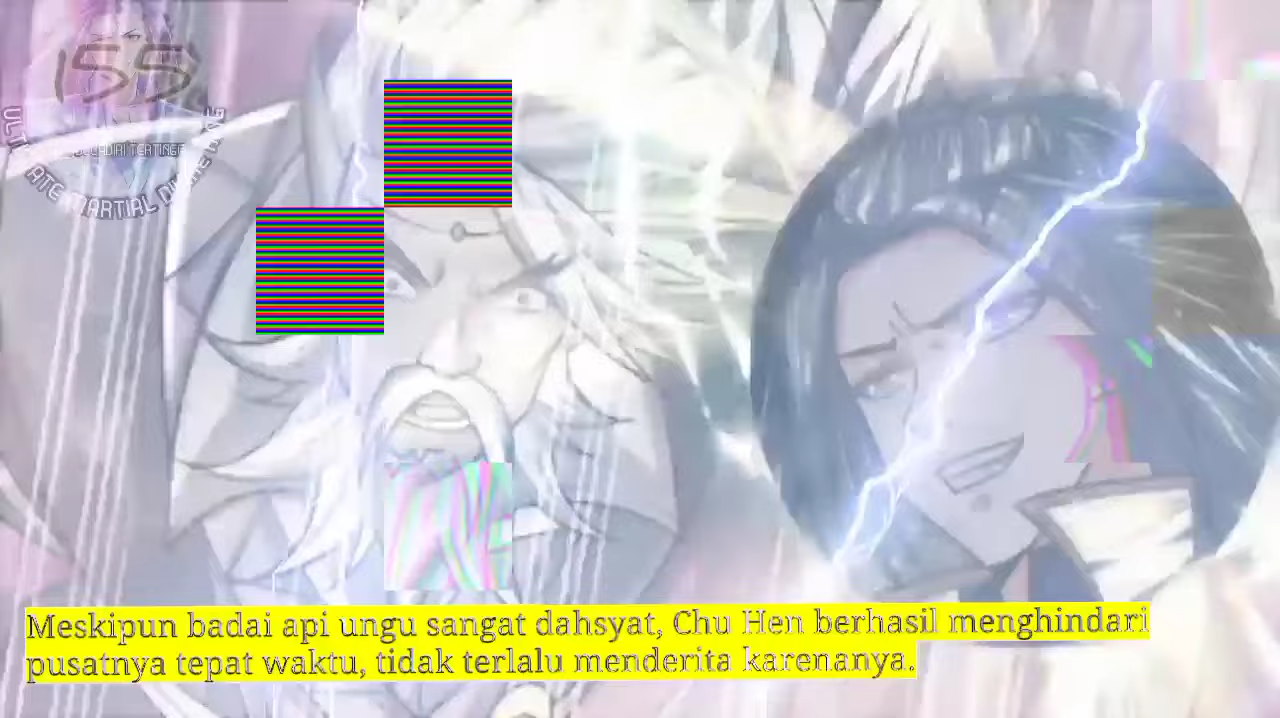 155
ULTIMATE MARTIAL DIVINE
Meskipun badai api ungu sangat dahsyat, Chu Hen berhasil menghindari
pusatnya tepat waktu, tidak terlalu menderita karenanya.